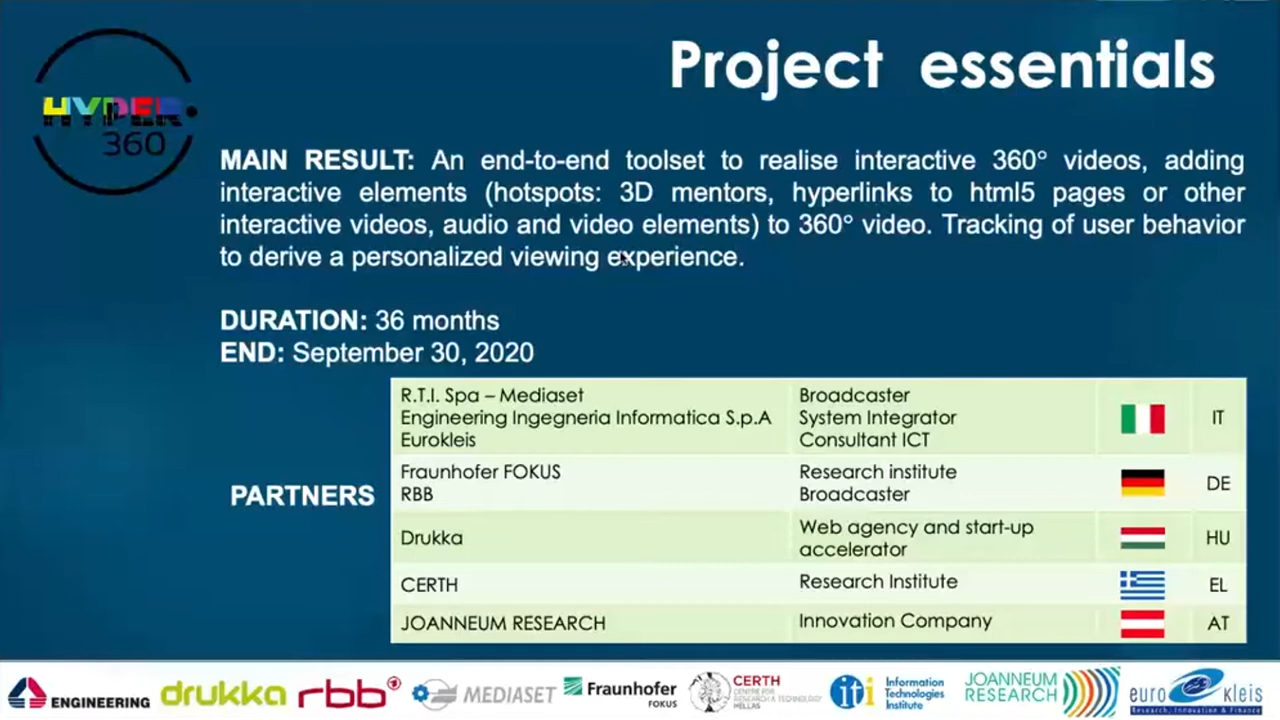 Project essentials
HYPER
360
MAIN RESULT: An end-to-end toolset to realise interactive 360° videos, adding
interactive elements (hotspots: 3D mentors, hyperlinks to html5 pages or other
interactive videos, audio and video elements) to 360° video. Tracking of user behavior
to derive a personalized viewing experience.
DURATION: 36 months
END: September 30, 2020
PARTNERS
R.T.I. Spa – Mediaset Broadcaster
Engineering Ingegneria Informatica S.p.A System Integrator IT
Eurokleis Consultant ICT
Fraunhofer FOKUS Research institute DE
RBB Broadcaster
Drukka Web agency and start-up HU
accelerator
CERTH Research Institute EL
JOANNEUM RESEARCH Innovation Company AT
ENGINEERING
drukka
rbb
MEDIASET
Fraunhofer
FOKUS
CERTH
CENTRE FOR
RESEARCH & TECHNOLOGY
HELLAS
iti
Information
Technologies
Institute
JOANNEUM
RESEARCH
euro kleis
Research, Innovation & Finance